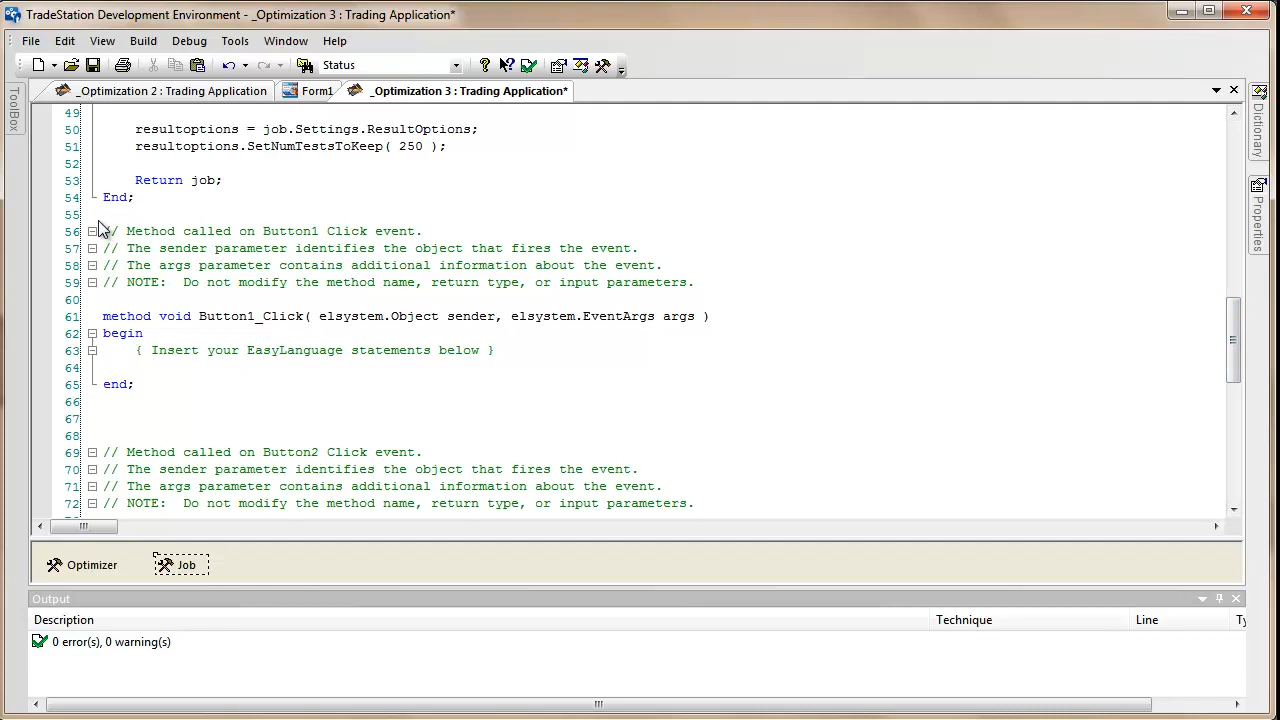 TradeStation Development Environment - _Optimization 3 : Trading Application*
File Edit View Build Debug Tools Window Help
Status
_Optimization 2 : Trading Application Form1 _Optimization 3 : Trading Application*
ToolBox
Dictionary
Properties
49
50 resultoptions = job.Settings.ResultOptions;
51 resultoptions.SetNumTestsToKeep( 250 );
52
53 Return job;
54 End;
55
56 // Method called on Button1 Click event.
57 // The sender parameter identifies the object that fires the event.
58 // The args parameter contains additional information about the event.
59 // NOTE:  Do not modify the method name, return type, or input parameters.
60
61 method void Button1_Click( elsystem.Object sender, elsystem.EventArgs args )
62 begin
63 { Insert your EasyLanguage statements below }
64
65 end;
66
67
68
69 // Method called on Button2 Click event.
70 // The sender parameter identifies the object that fires the event.
71 // The args parameter contains additional information about the event.
72 // NOTE:  Do not modify the method name, return type, or input parameters.
Optimizer Job
Output
Description Technique Line Ty
0 error(s), 0 warning(s)